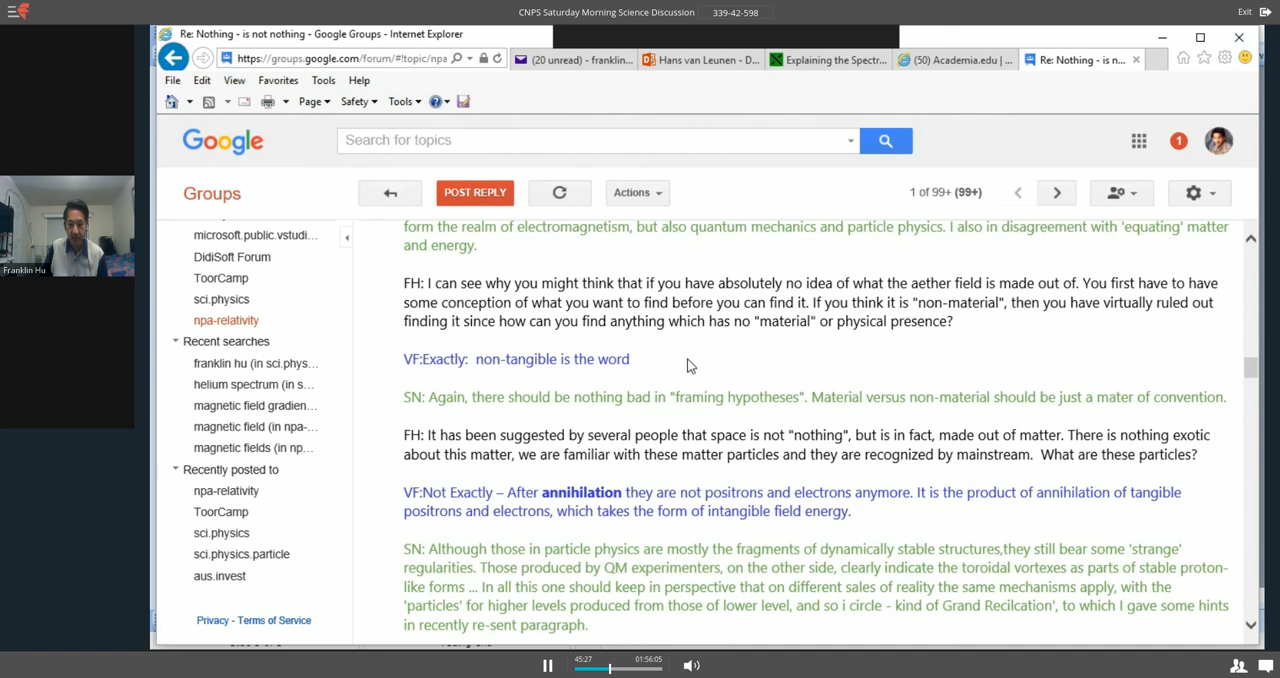 CNPS Saturday Morning Science Discussion 339-42-598 Exit
Re: Nothing - is not nothing - Google Groups - Internet Explorer
https://groups.google.com/forum/#!topic/npa
(20 unread) - franklin...
Hans van Leunen - D...
Explaining the Spectr...
(50) Academia.edu | ...
Re: Nothing - is n...
File Edit View Favorites Tools Help
Page Safety Tools
Google
Search for topics
1
Groups
POST REPLY
Actions
1 of 99+ (99+)
microsoft.public.vstudi...
DidiSoft Forum
ToorCamp
sci.physics
npa-relativity
Recent searches
franklin hu (in sci.phys...
helium spectrum (in s...
magnetic field gradien...
magnetic field (in npa-...
magnetic fields (in np...
Recently posted to
npa-relativity
ToorCamp
sci.physics
sci.physics.particle
aus.invest
Privacy - Terms of Service
form the realm of electromagnetism, but also quantum mechanics and particle physics. I also in disagreement with 'equating' matter
and energy.
FH: I can see why you might think that if you have absolutely no idea of what the aether field is made out of. You first have to have
some conception of what you want to find before you can find it. If you think it is "non-material", then you have virtually ruled out
finding it since how can you find anything which has no "material" or physical presence?
VF:Exactly: non-tangible is the word
SN: Again, there should be nothing bad in "framing hypotheses". Material versus non-material should be just a mater of convention.
FH: It has been suggested by several people that space is not "nothing", but is in fact, made out of matter. There is nothing exotic
about this matter, we are familiar with these matter particles and they are recognized by mainstream. What are these particles?
VF:Not Exactly – After annihilation they are not positrons and electrons anymore. It is the product of annihilation of tangible
positrons and electrons, which takes the form of intangible field energy.
SN: Although those in particle physics are mostly the fragments of dynamically stable structures,they still bear some 'strange'
regularities. Those produced by QM experimenters, on the other side, clearly indicate the toroidal vortexes as parts of stable proton-
like forms ... In all this one should keep in perspective that on different sales of reality the same mechanisms apply, with the
'particles' for higher levels produced from those of lower level, and so i circle - kind of Grand Recilcation', to which I gave some hints
in recently re-sent paragraph.
Franklin Hu
45:27
01:56:05